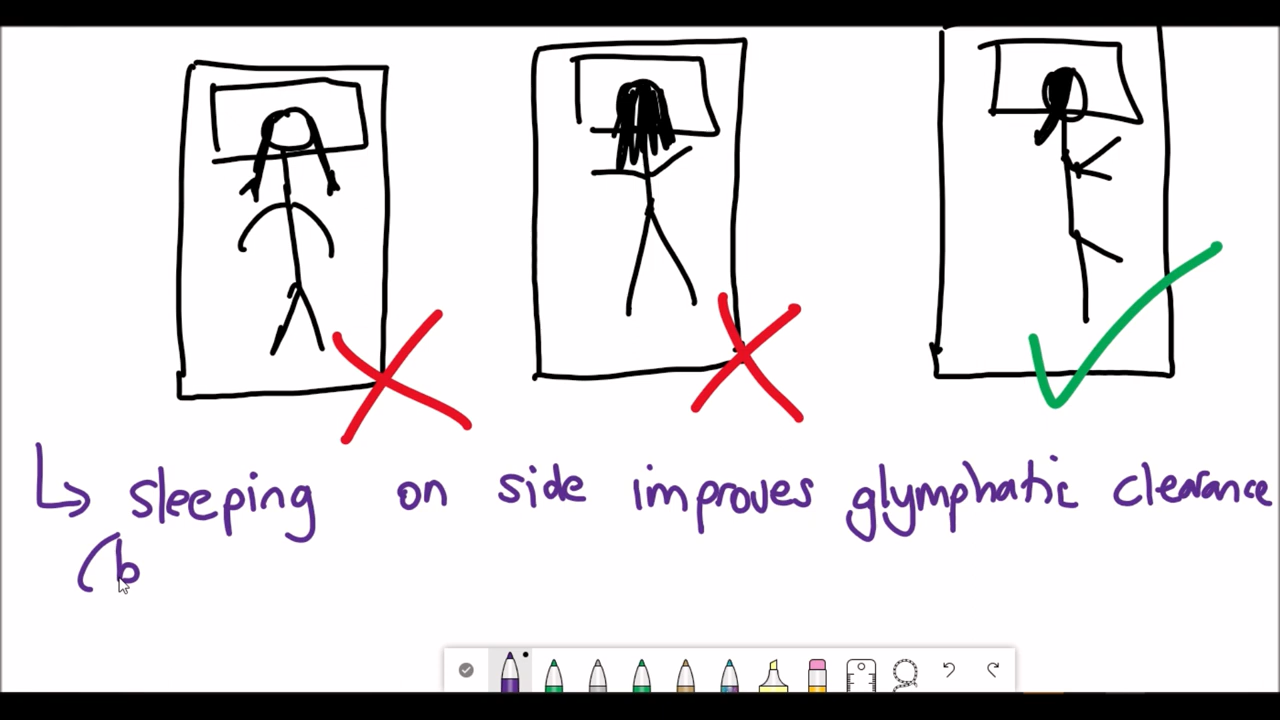 ↳ sleeping on side improves glymphatic clearance
(b